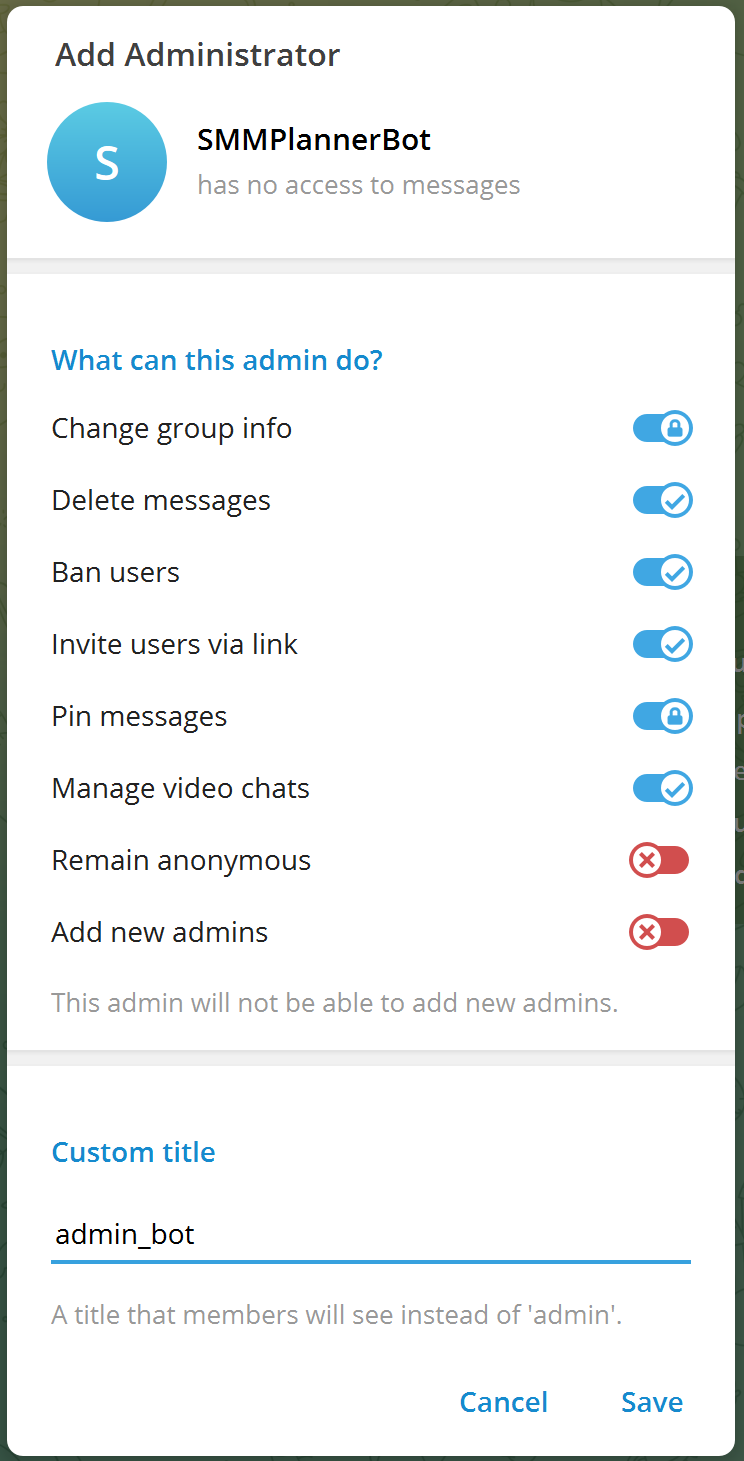 Add Administrator
S
SMMPlannerBot
has no access to messages
What can this admin do?
Change group info
Delete messages
Ban users
Invite users via link
Pin messages
Manage video chats
Remain anonymous
Add new admins
This admin will not be able to add new admins.
Custom title
admin_bot
A title that members will see instead of 'admin'.
Cancel Save